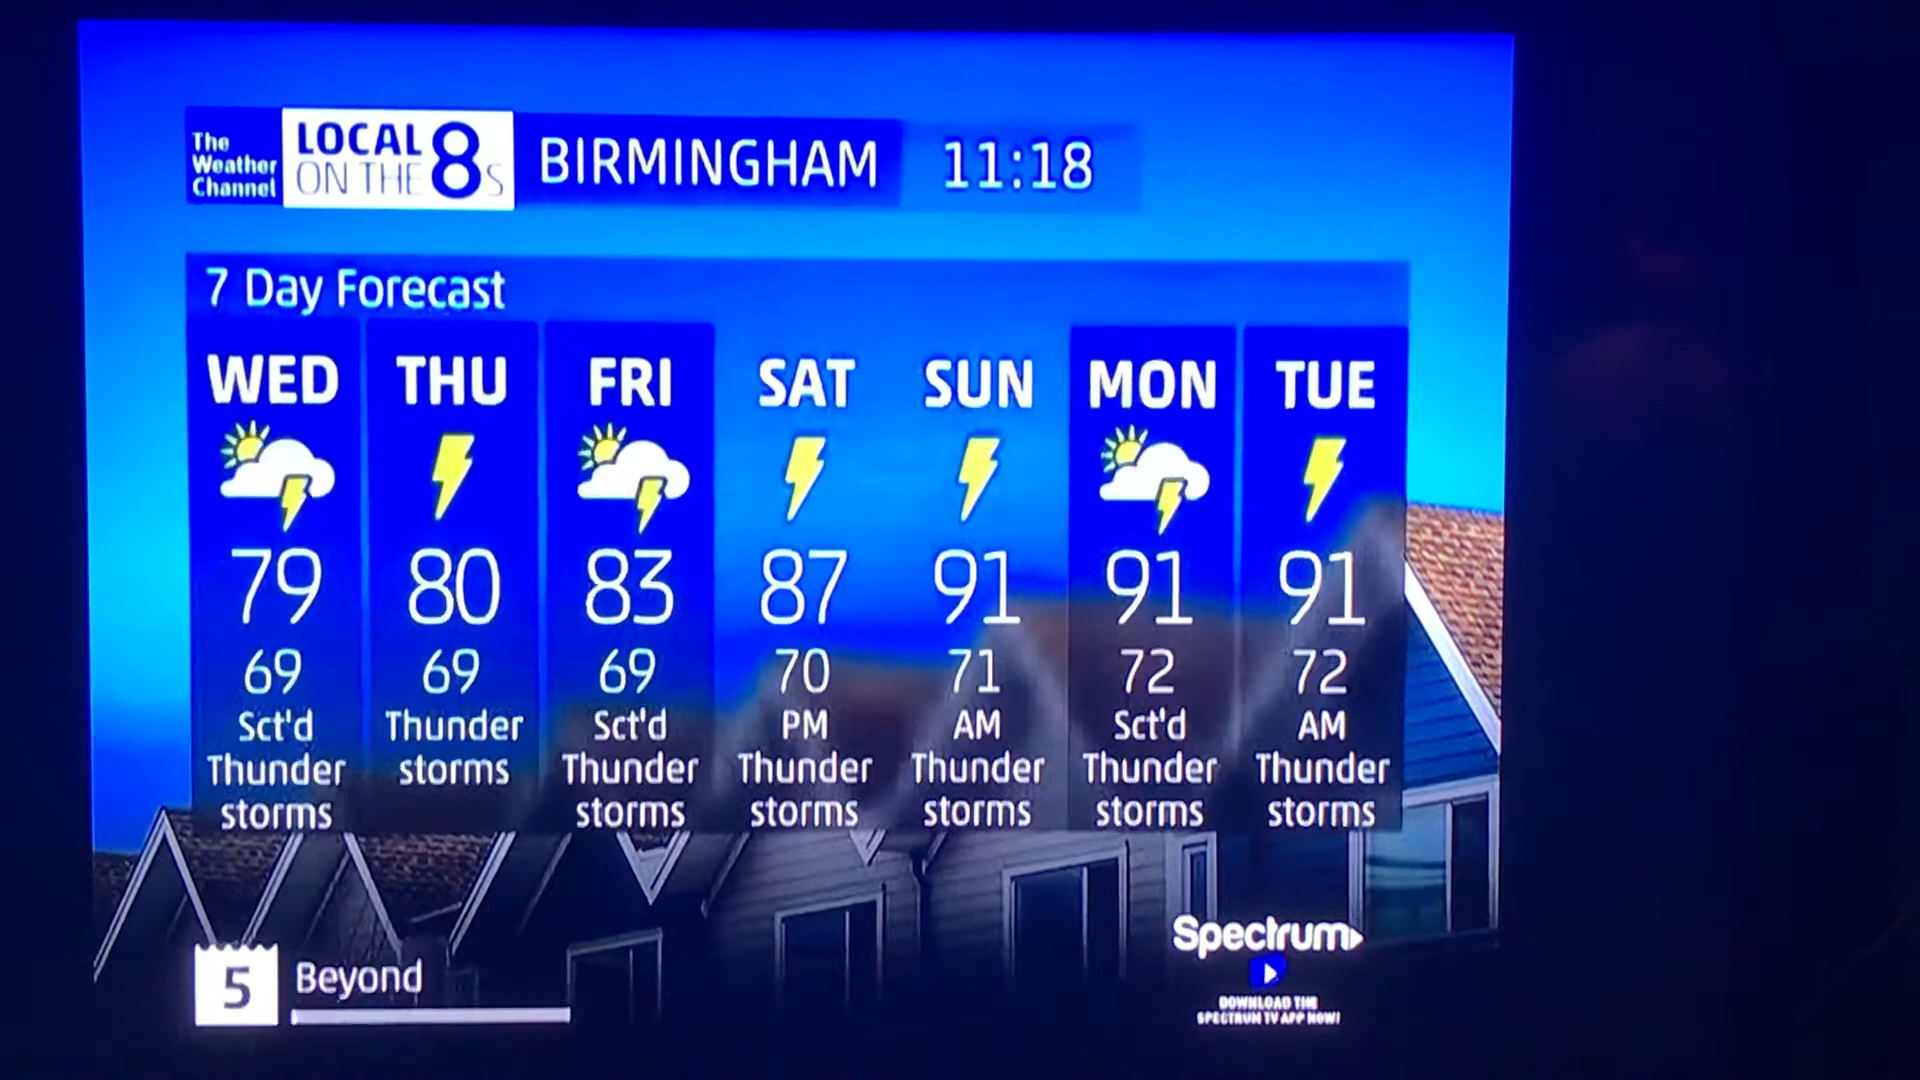 The
Weather
Channel
LOCAL
ON THE 8s
BIRMINGHAM
11:18
7 Day Forecast
WED THU FRI SAT SUN MON TUE
79 80 83 87 91 91 91
69 69 69 70 71 72 72
Sct'd Thunder Sct'd PM AM Sct'd AM
Thunder storms Thunder Thunder Thunder Thunder Thunder
storms storms storms storms storms storms
5 Beyond
Spectrum
DOWNLOAD THE
SPECTRUM TV APP NOW!